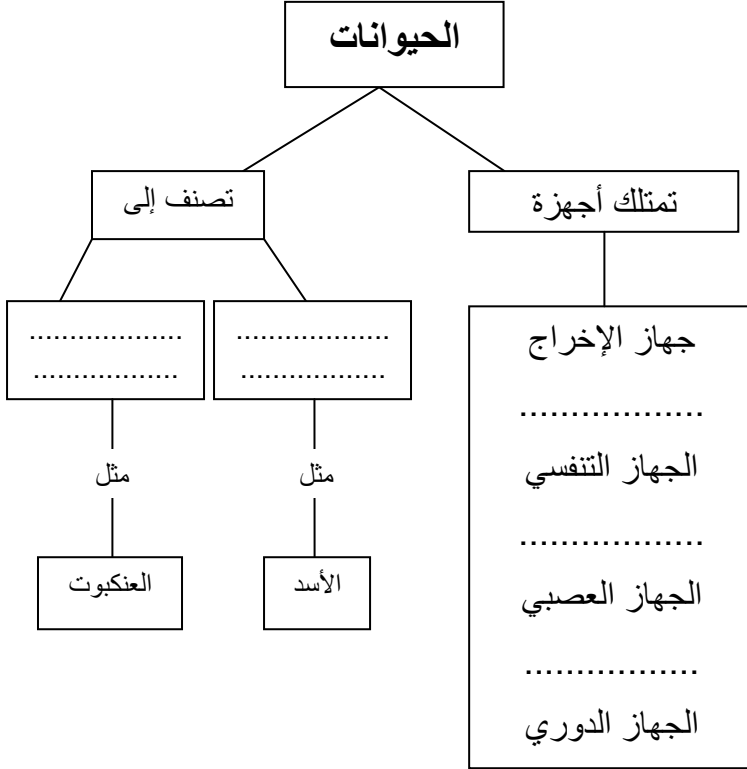 الحيوانات
تمتلك أجهزة
تصنف إلى
جهاز الإخراج
..................
الجهاز التنفسي
..................
الجهاز العصبي
.................
الجهاز الدوري
...................
..................
...................
..................
مثل
مثل
الأسد
العنكبوت